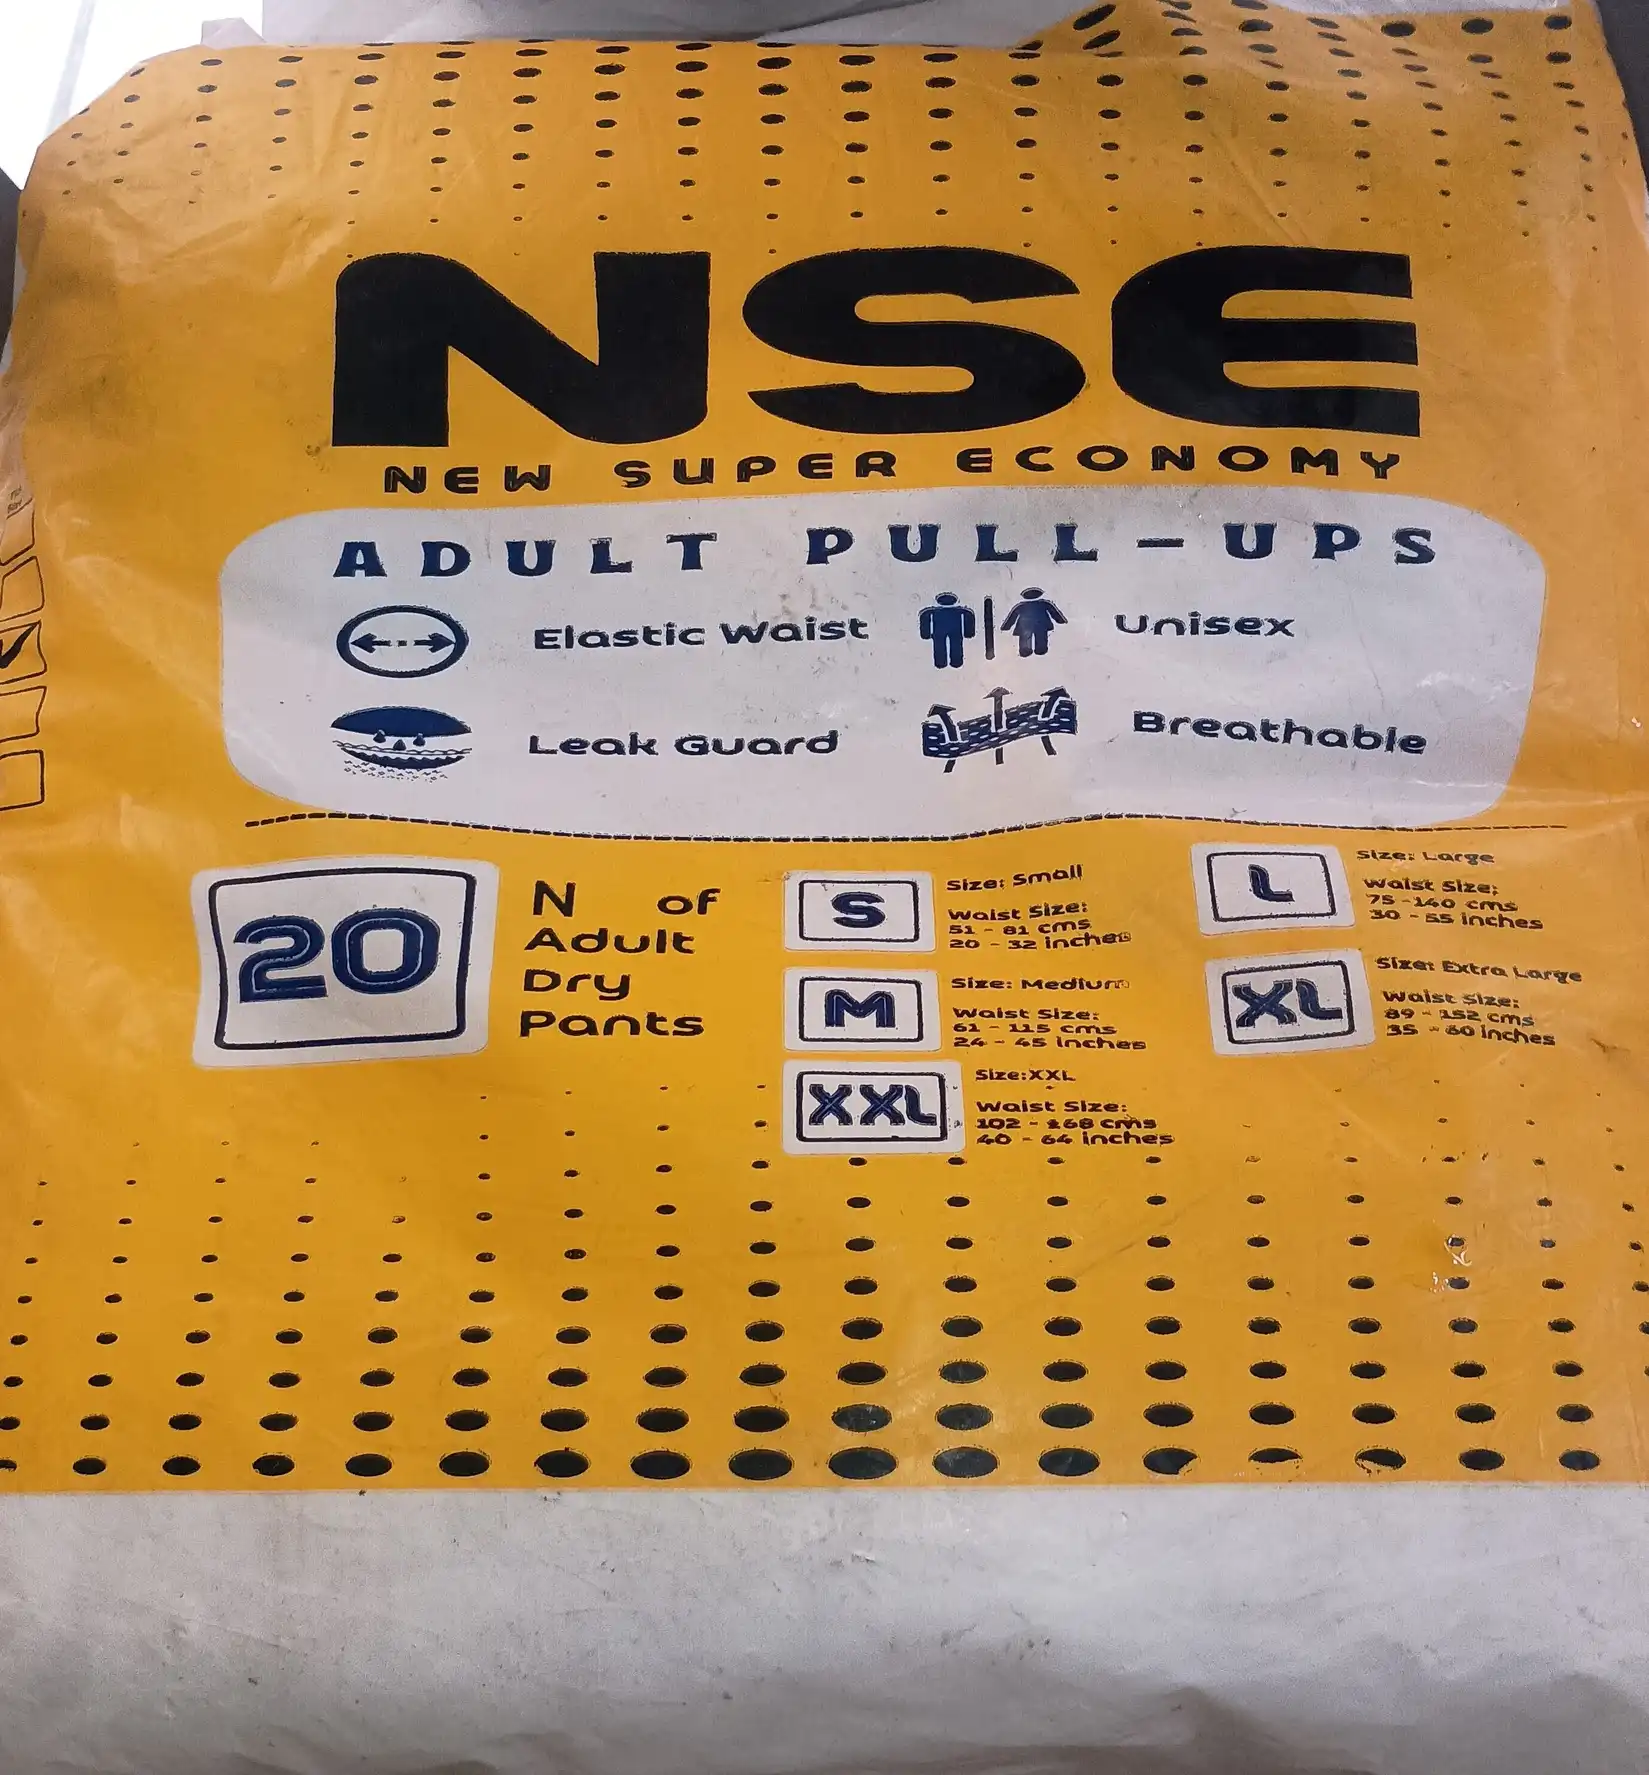 NSE
NEW SUPER ECONOMY
ADULT PULL-UPS
Elastic Waist
Unisex
Leak Guard
Breathable
20
N of
Adult
Dry
Pants
S
Size: Small
Waist Size:
51 - 81 cms
20 - 32 inches
M
Size: Medium
Waist Size:
61 - 115 cms
24 - 45 inches
XXL
Size:XXL
Waist Size:
102 - 168 cms
40 - 64 inches
L
Size: Large
Waist Size:
75 -140 cms
30 - 55 inches
XL
Size: Extra Large
Waist Size:
89 - 152 cms
35 - 60 inches